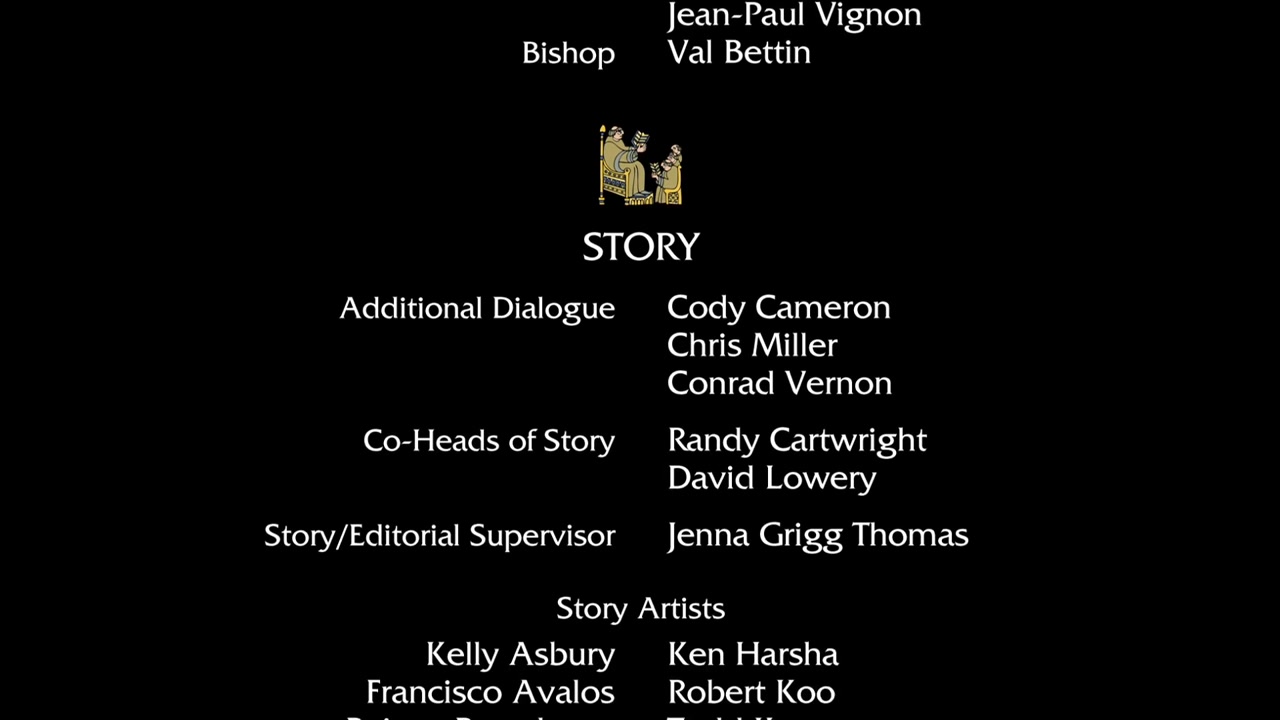 Jean-Paul Vignon
Bishop Val Bettin
STORY
Additional Dialogue Cody Cameron
Chris Miller
Conrad Vernon
Co-Heads of Story Randy Cartwright
David Lowery
Story/Editorial Supervisor Jenna Grigg Thomas
Story Artists
Kelly Asbury Ken Harsha
Francisco Avalos Robert Koo